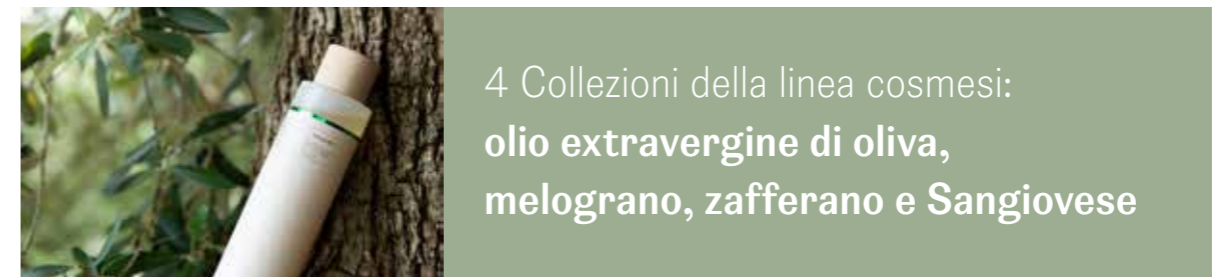 4 Collezioni della linea cosmesi:
olio extravergine di oliva,
melograno, zafferano e Sangiovese